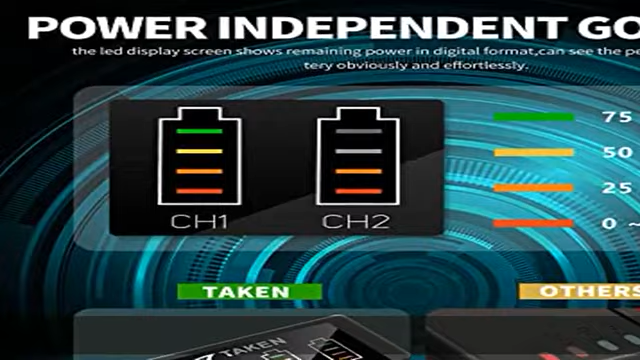 POWER INDEPENDENT GO
the led display screen shows remaining power in digital format,can see the pe
tery obviously and effortlessly.
75
50
25
0 ~
CH1 CH2
TAKEN OTHERS
TAKEN